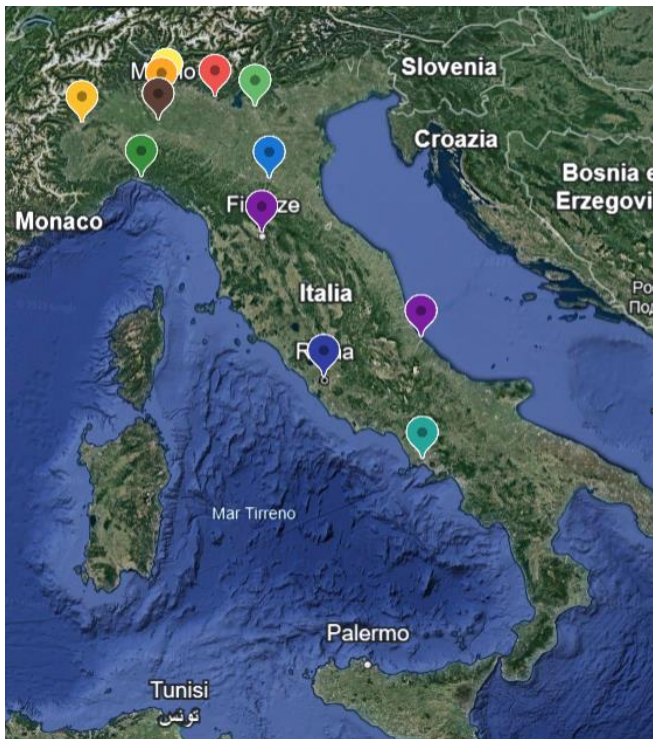 Slovenia
Croazia
Bosnia e
Erzegovi
Monaco
Italia
Mar Tirreno
Palermo
Tunisi
تونس